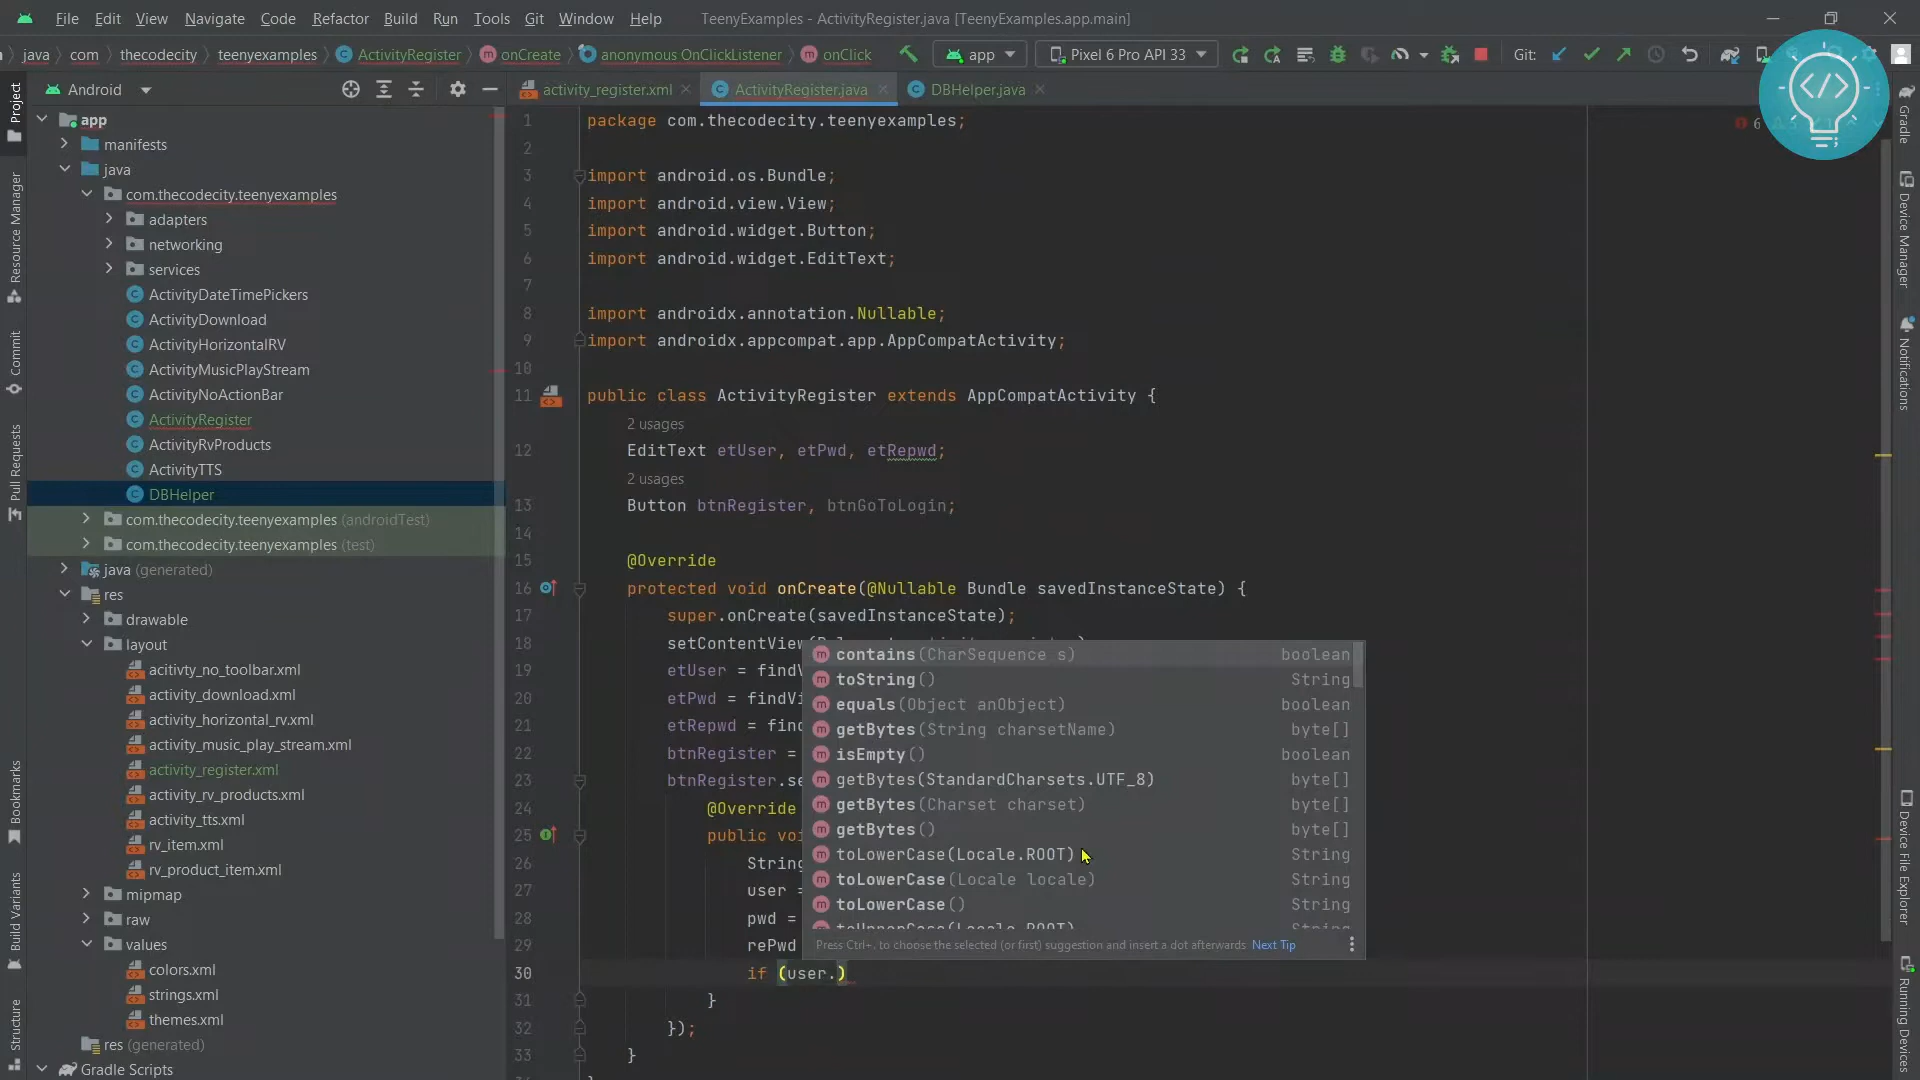 File Edit View Navigate Code Refactor Build Run Tools Git Window Help TeenyExamples - ActivityRegister.java [TeenyExamples.app.main]
java com thecodecity teenyexamples ActivityRegister onCreate anonymous OnClickListener onClick app Pixel 6 Pro API 33 Git:
Android
activity_register.xml ActivityRegister.java DBHelper.java
Project
Resource Manager
Commit
Pull Requests
Bookmarks
Build Variants
Structure
app
manifests
java
com.thecodecity.teenyexamples
adapters
networking
services
ActivityDateTimePickers
ActivityDownload
ActivityHorizontalRV
ActivityMusicPlayStream
ActivityNoActionBar
ActivityRegister
ActivityRvProducts
ActivityTTS
DBHelper
com.thecodecity.teenyexamples (androidTest)
com.thecodecity.teenyexamples (test)
java (generated)
res
drawable
layout
acitivty_no_toolbar.xml
activity_download.xml
activity_horizontal_rv.xml
activity_music_play_stream.xml
activity_register.xml
activity_rv_products.xml
activity_tts.xml
rv_item.xml
rv_product_item.xml
mipmap
raw
values
colors.xml
strings.xml
themes.xml
res (generated)
Gradle Scripts
1 package com.thecodecity.teenyexamples;
2
3 import android.os.Bundle;
4 import android.view.View;
5 import android.widget.Button;
6 import android.widget.EditText;
7
8 import androidx.annotation.Nullable;
9 import androidx.appcompat.app.AppCompatActivity;
10
11 public class ActivityRegister extends AppCompatActivity {
2 usages
12 EditText etUser, etPwd, etRepwd;
2 usages
13 Button btnRegister, btnGoToLogin;
14
15 @Override
16 protected void onCreate(@Nullable Bundle savedInstanceState) {
17 super.onCreate(savedInstanceState);
18 setContentView(
19 etUser = findV
20 etPwd = findVi
21 etRepwd = find
22 btnRegister =
23 btnRegister.se
24 @Override
25 public voi
26 String
27 user =
28 pwd =
29 rePwd
30 if (user.)
31 }
32 });
33 }
contains(CharSequence s) boolean
toString() String
equals(Object anObject) boolean
getBytes(String charsetName) byte[]
isEmpty() boolean
getBytes(StandardCharsets.UTF_8) byte[]
getBytes(Charset charset) byte[]
getBytes() byte[]
toLowerCase(Locale.ROOT) String
toLowerCase(Locale locale) String
toLowerCase() String
toUpperCase(Locale.ROOT) String
Press Ctrl+. to choose the selected (or first) suggestion and insert a dot afterwards Next Tip
6
</>
Gradle
Device Manager
Notifications
Device File Explorer
Running Devices